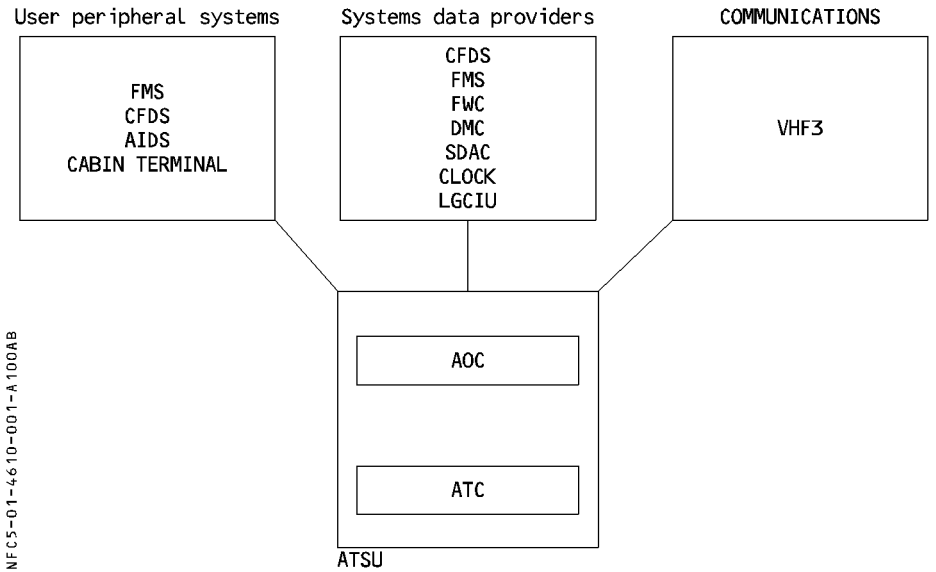 User peripheral systems
FMS
CFDS
AIDS
CABIN TERMINAL
Systems data providers
CFDS
FMS
FWC
DMC
SDAC
CLOCK
LGCIU
COMMUNICATIONS
VHF3
AOC
ATC
ATSU
NFC5-01-4610-001-A100AB